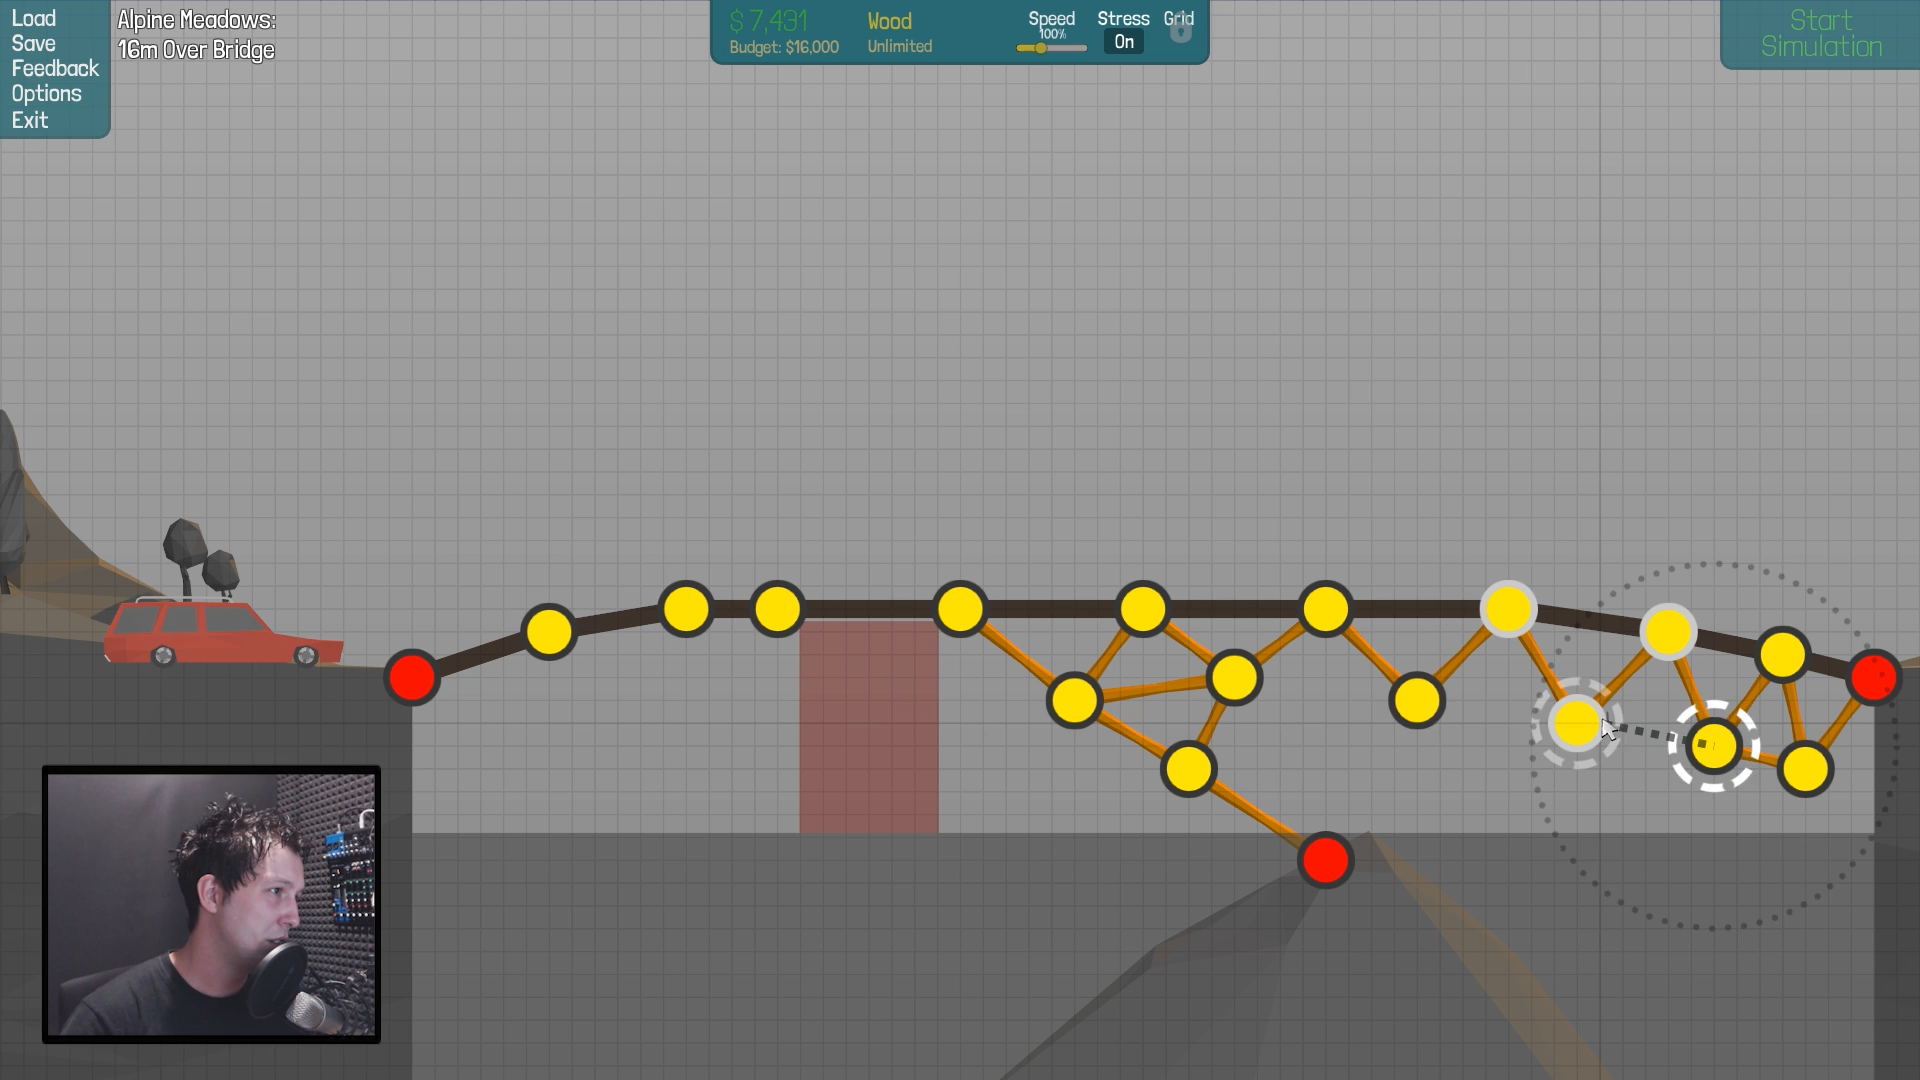 Load
Save
Feedback
Options
Exit
Alpine Meadows:
16m Over Bridge
$ 7,431
Budget: $16,000
Wood
Unlimited
Speed
100%
Stress
On
Grid
Start
Simulation